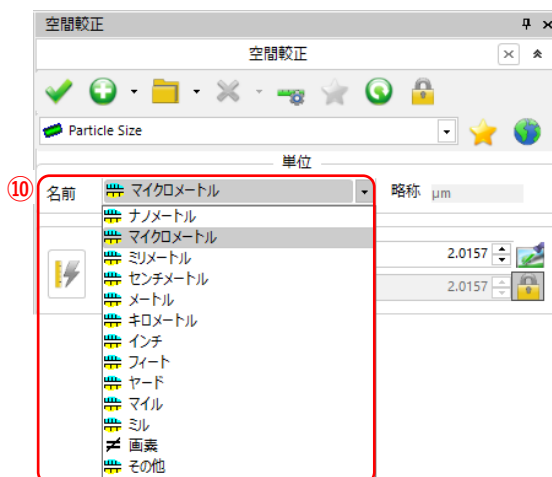 空間較正
空間較正
Particle Size
単位
⑩ 名前 マイクロメートル 略称 µm
ナノメートル
マイクロメートル
ミリメートル
センチメートル
メートル
キロメートル
インチ
フィート
ヤード
マイル
ミル
画素
その他
2.0157
2.0157